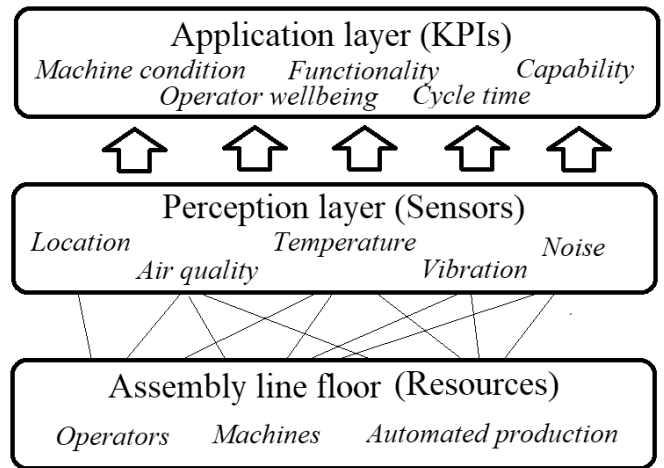 Application layer (KPIs)
Machine condition Functionality Capability
Operator wellbeing Cycle time
Perception layer (Sensors)
Location Temperature Noise
Air quality Vibration
Assembly line floor (Resources)
Operators Machines Automated production